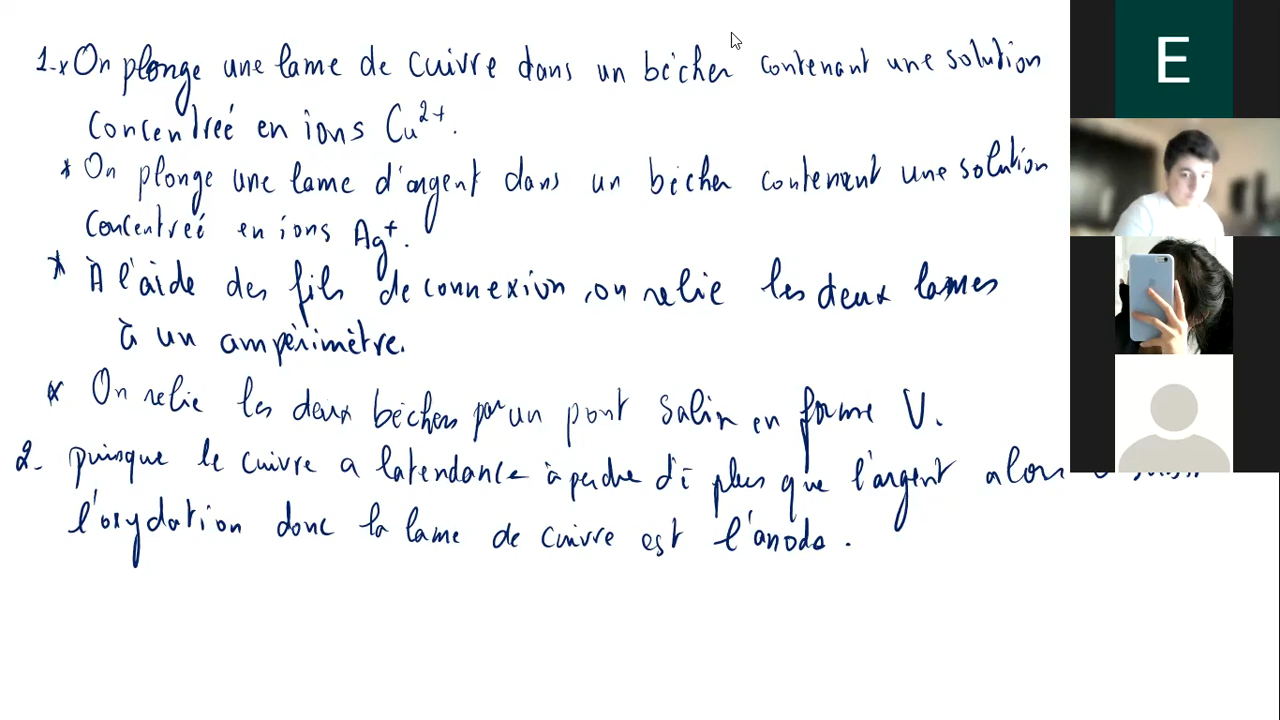 1-x On plonge une lame de cuivre dans un bécher contenant une solution
concentreé en ions Cu²⁺.
* On plonge une lame d'argent dans un bécher contenant une solution
concentreé en ions Ag⁺.
* À l'aide des fils de connexion, on relie les deux lames
à un ampérimètre.
* On relie les deux béchers par un pont salin en forme V.
2- puisque le cuivre a la tendance à perdre d'ē plus que l'argent alors
l'oxydation donc la lame de cuivre est l'anode.
E